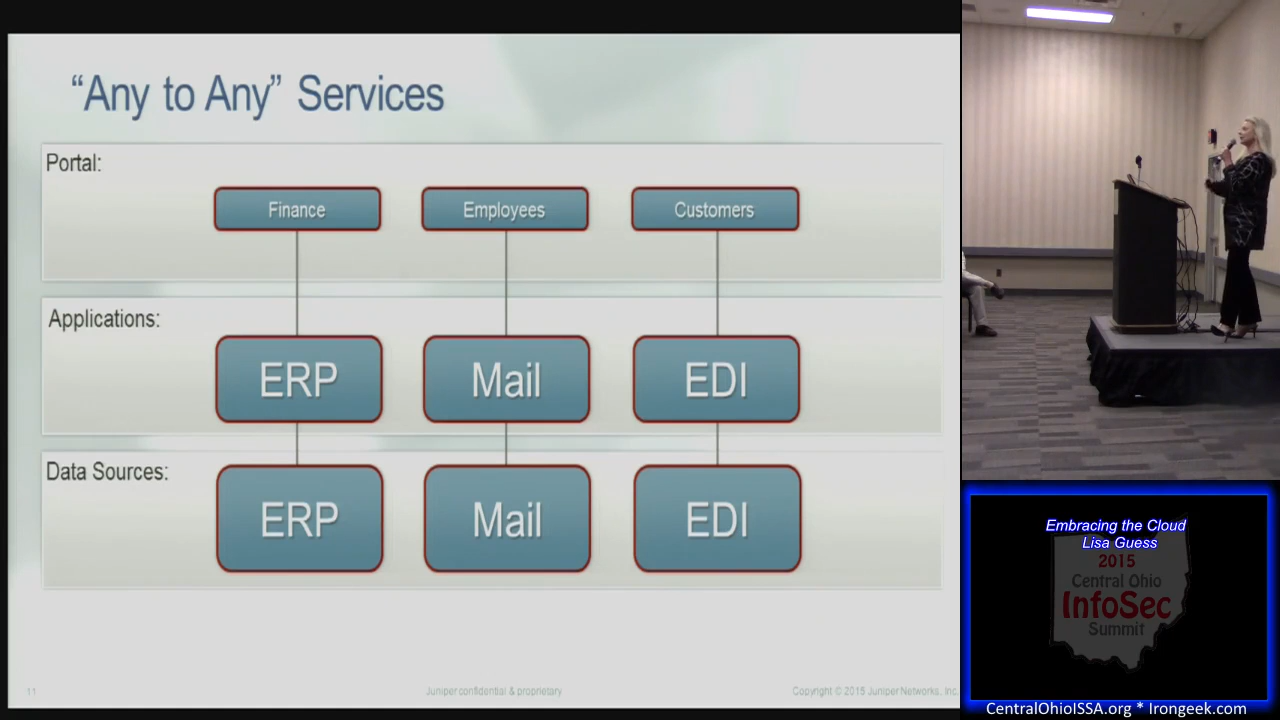 “Any to Any” Services
Portal:
Finance
Employees
Customers
Applications:
ERP
Mail
EDI
Data Sources:
ERP
Mail
EDI
11
Juniper confidential & proprietary
Copyright © 2015 Juniper Networks, Inc.
Embracing the Cloud
Lisa Guess
2015
Central Ohio
InfoSec
Summit
CentralOhioISSA.org * Irongeek.com